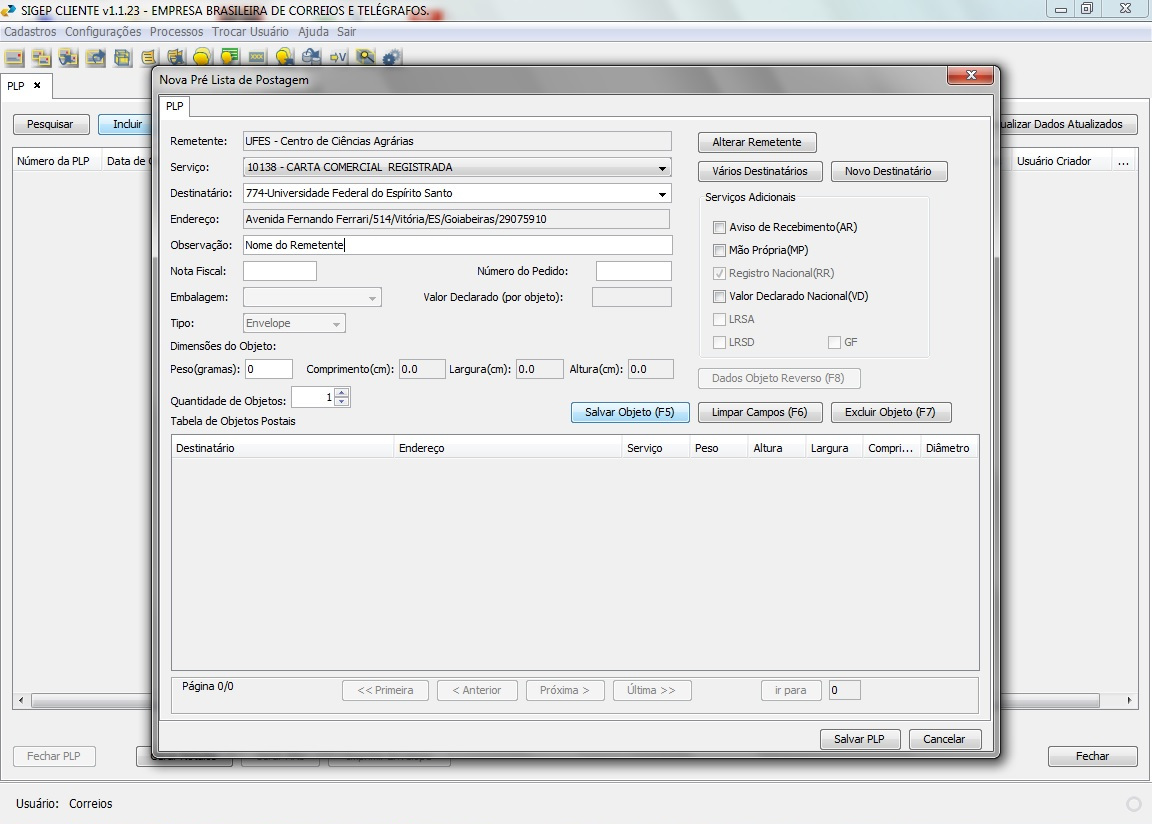 SIGEP CLIENTE v1.1.23 - EMPRESA BRASILEIRA DE CORREIOS E TELÉGRAFOS.
Cadastros Configurações Processos Trocar Usuário Ajuda Sair
PLP
Nova Pré Lista de Postagem
PLP
Pesquisar Incluir
ualizar Dados Atualizados
Número da PLP Data de
Usuário Criador ...
Remetente: UFES - Centro de Ciências Agrárias Alterar Remetente
Serviço: 10138 - CARTA COMERCIAL REGISTRADA Vários Destinatários Novo Destinatário
Destinatário: 774-Universidade Federal do Espírito Santo Serviços Adicionais
Endereço: Avenida Fernando Ferrari/514/Vitória/ES/Goiabeiras/29075910 Aviso de Recebimento(AR)
Observação: Nome do Remetente Mão Própria(MP)
Nota Fiscal: Número do Pedido: Registro Nacional(RR)
Embalagem: Valor Declarado (por objeto): Valor Declarado Nacional(VD)
Tipo: Envelope LRSA
Dimensões do Objeto: LRSD GF
Peso(gramas): 0 Comprimento(cm): 0.0 Largura(cm): 0.0 Altura(cm): 0.0 Dados Objeto Reverso (F8)
Quantidade de Objetos: 1 Salvar Objeto (F5) Limpar Campos (F6) Excluir Objeto (F7)
Tabela de Objetos Postais
Destinatário Endereço Serviço Peso Altura Largura Compri... Diâmetro
Página 0/0 << Primeira < Anterior Próxima > Última >> ir para 0
Salvar PLP Cancelar
Fechar PLP Fechar
Usuário: Correios